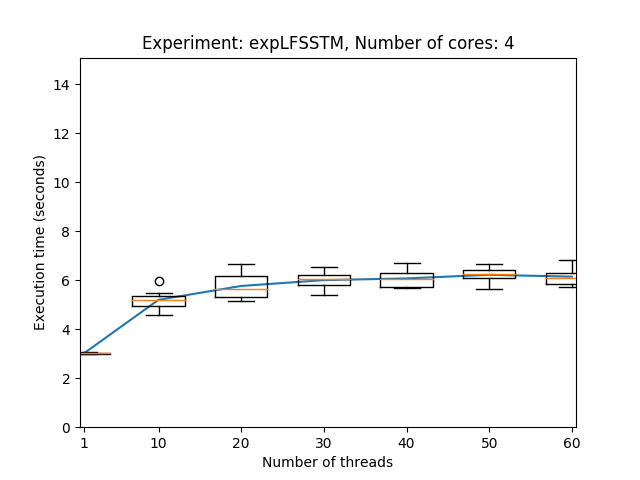 Experiment: expLFSSTM, Number of cores: 4
Execution time (seconds)
14
12
10
8
6
4
2
0
1 10 20 30 40 50 60
Number of threads